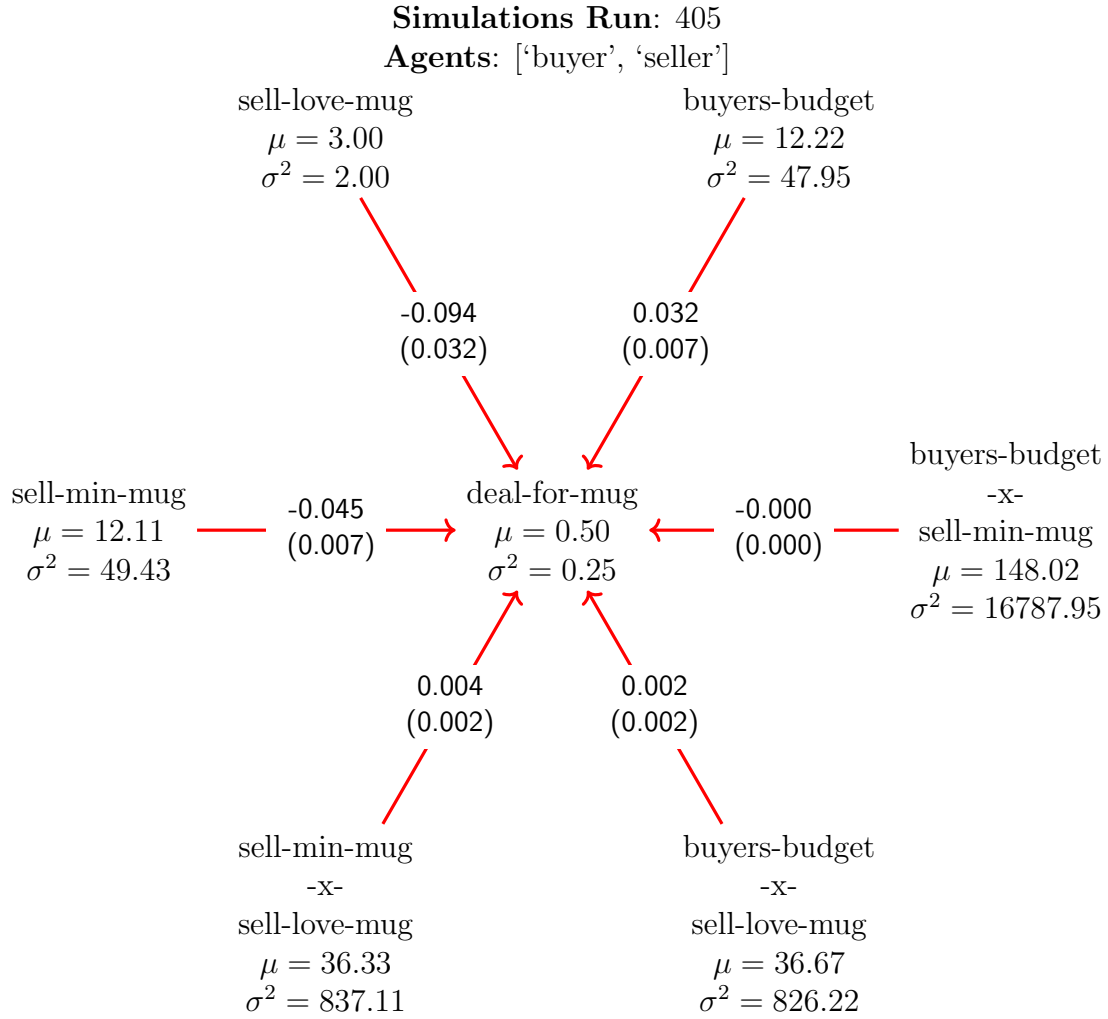 Simulations Run: 405
Agents: [‘buyer’, ‘seller’]
sell-love-mug
μ = 3.00
σ² = 2.00
buyers-budget
μ = 12.22
σ² = 47.95
-0.094
(0.032)
0.032
(0.007)
sell-min-mug
μ = 12.11
σ² = 49.43
-0.045
(0.007)
deal-for-mug
μ = 0.50
σ² = 0.25
-0.000
(0.000)
buyers-budget
-x-
sell-min-mug
μ = 148.02
σ² = 16787.95
0.004
(0.002)
0.002
(0.002)
sell-min-mug
-x-
sell-love-mug
μ = 36.33
σ² = 837.11
buyers-budget
-x-
sell-love-mug
μ = 36.67
σ² = 826.22